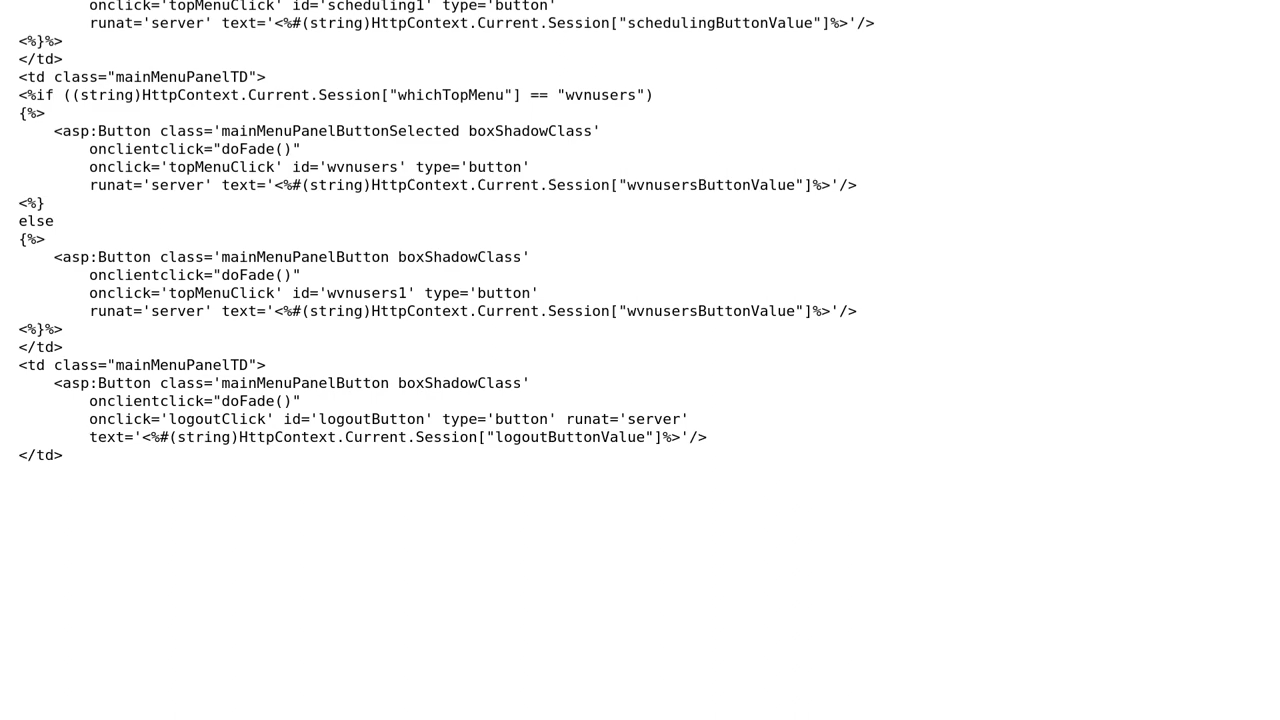 onclick='topMenuClick' id='scheduling1' type='button'
runat='server' text='<%#(string)HttpContext.Current.Session["schedulingButtonValue"]%>'/>
<%}%>
</td>
<td class="mainMenuPanelTD">
<%if ((string)HttpContext.Current.Session["whichTopMenu"] == "wvnusers")
{%>
    <asp:Button class='mainMenuPanelButtonSelected boxShadowClass'
        onclientclick="doFade()"
        onclick='topMenuClick' id='wvnusers' type='button'
        runat='server' text='<%#(string)HttpContext.Current.Session["wvnusersButtonValue"]%>'/>
<%}
else
{%>
    <asp:Button class='mainMenuPanelButton boxShadowClass'
        onclientclick="doFade()"
        onclick='topMenuClick' id='wvnusers1' type='button'
        runat='server' text='<%#(string)HttpContext.Current.Session["wvnusersButtonValue"]%>'/>
<%}%>
</td>
<td class="mainMenuPanelTD">
    <asp:Button class='mainMenuPanelButton boxShadowClass'
        onclientclick="doFade()"
        onclick='logoutClick' id='logoutButton' type='button' runat='server'
        text='<%#(string)HttpContext.Current.Session["logoutButtonValue"]%>'/>
</td>